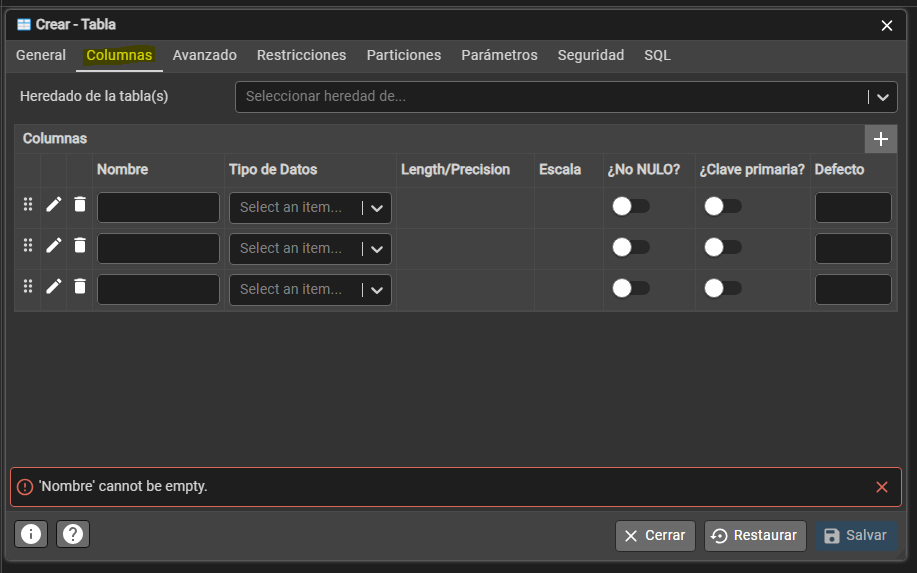 Crear - Tabla
General Columnas Avanzado Restricciones Particiones Parámetros Seguridad SQL
Heredado de la tabla(s) Seleccionar heredad de...
Columnas
Nombre Tipo de Datos Length/Precision Escala ¿No NULO? ¿Clave primaria? Defecto
Select an item...
Select an item...
Select an item...
'Nombre' cannot be empty.
Cerrar Restaurar Salvar